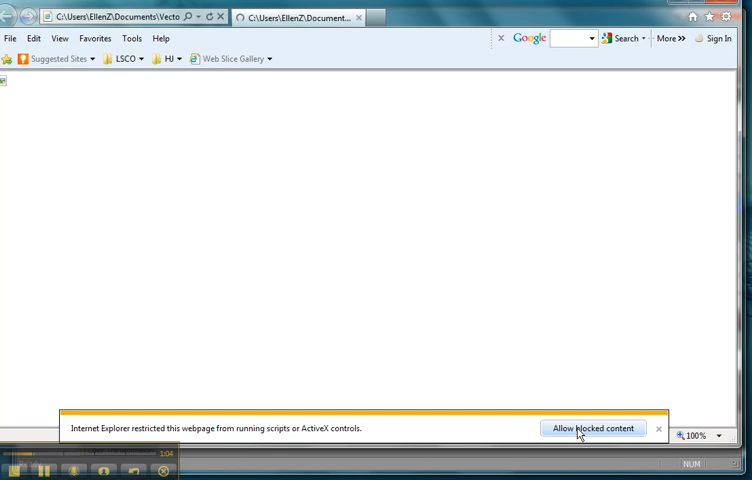 C:\Users\EllenZ\Documents\Vecto
C:\Users\EllenZ\Document...
File Edit View Favorites Tools Help
Google Search More Sign In
Suggested Sites LSCO HJ Web Slice Gallery
Internet Explorer restricted this webpage from running scripts or ActiveX controls. Allow blocked content
100%
1:04
NUM